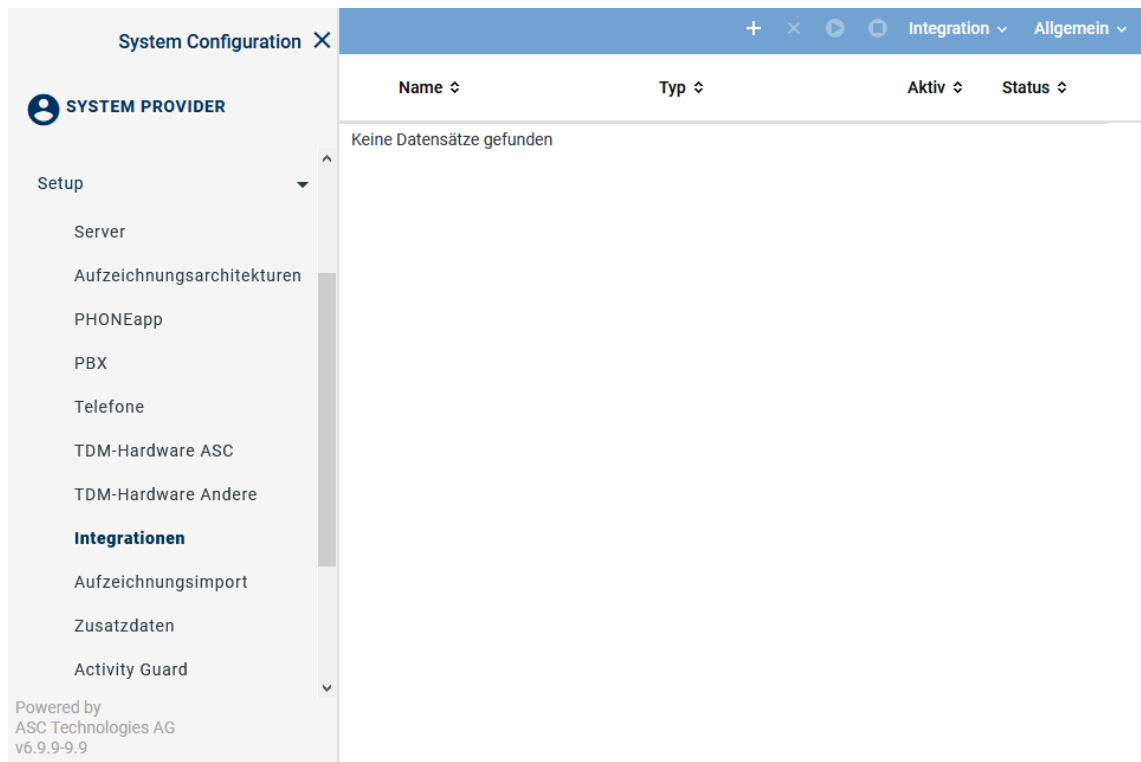 System Configuration
Integration
Allgemein
SYSTEM PROVIDER
Name
Typ
Aktiv
Status
Keine Datensätze gefunden
Setup
Server
Aufzeichnungsarchitekturen
PHONEapp
PBX
Telefone
TDM-Hardware ASC
TDM-Hardware Andere
Integrationen
Aufzeichnungsimport
Zusatzdaten
Activity Guard
Powered by
ASC Technologies AG
v6.9.9-9.9